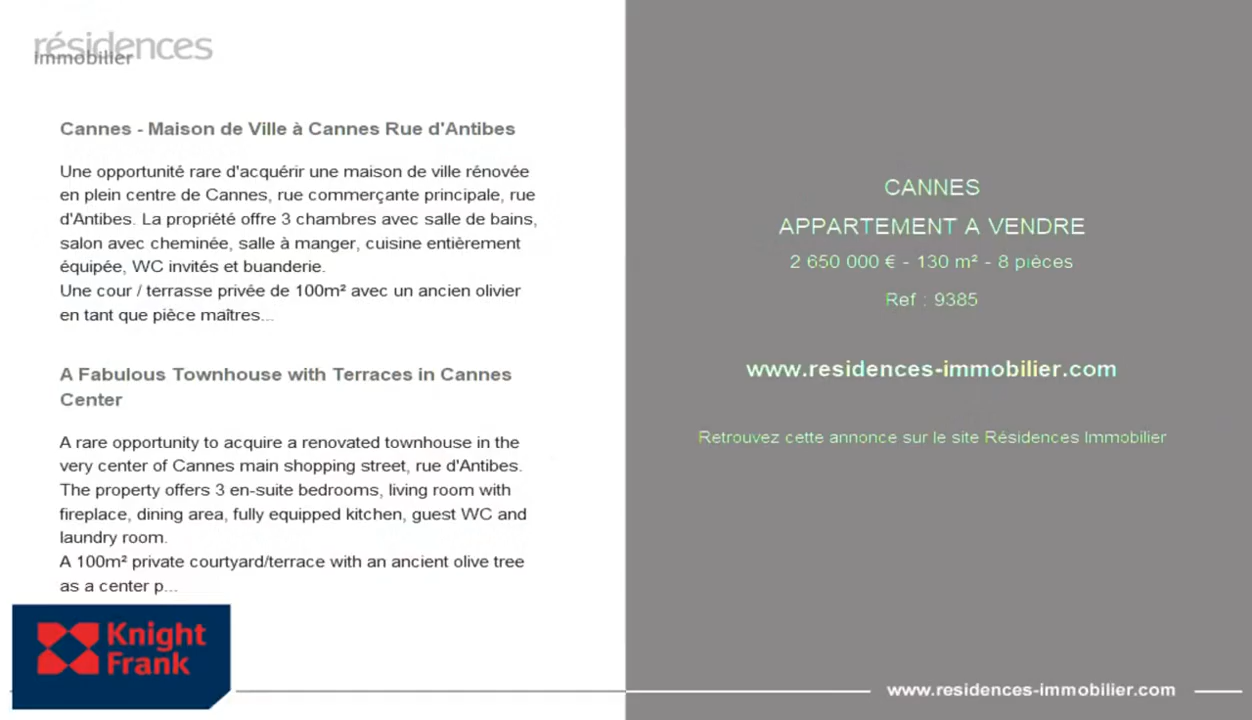 résidences
immobilier
Cannes - Maison de Ville à Cannes Rue d'Antibes
Une opportunité rare d'acquérir une maison de ville rénovée
en plein centre de Cannes, rue commerçante principale, rue
d'Antibes. La propriété offre 3 chambres avec salle de bains,
salon avec cheminée, salle à manger, cuisine entièrement
équipée, WC invités et buanderie.
Une cour / terrasse privée de 100m² avec un ancien olivier
en tant que pièce maîtres...
A Fabulous Townhouse with Terraces in Cannes
Center
A rare opportunity to acquire a renovated townhouse in the
very center of Cannes main shopping street, rue d'Antibes.
The property offers 3 en-suite bedrooms, living room with
fireplace, dining area, fully equipped kitchen, guest WC and
laundry room.
A 100m² private courtyard/terrace with an ancient olive tree
as a center p...
Knight
Frank
CANNES
APPARTEMENT A VENDRE
2 650 000 € - 130 m² - 8 pièces
Ref : 9385
www.residences-immobilier.com
Retrouvez cette annonce sur le site Résidences Immobilier
www.residences-immobilier.com